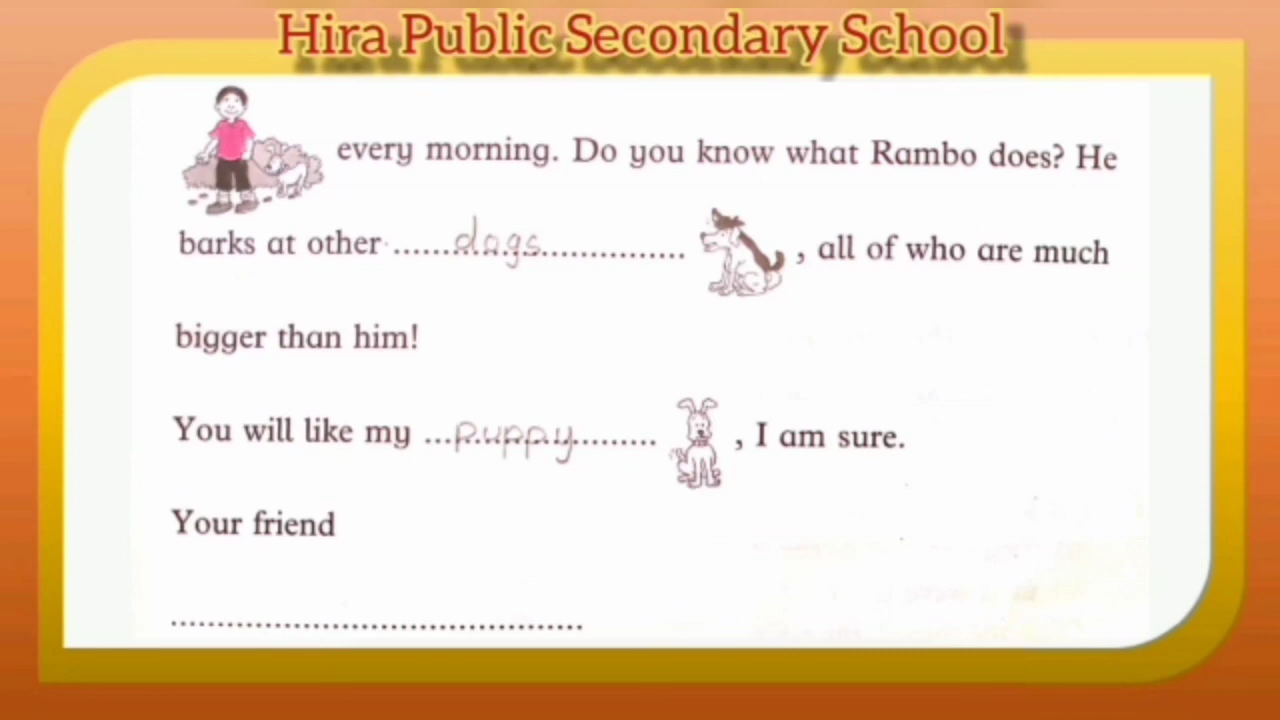 Hira Public Secondary School
every morning. Do you know what Rambo does? He
barks at other ......dogs................ , all of who are much
bigger than him!
You will like my ...puppy......... , I am sure.
Your friend
.............................................